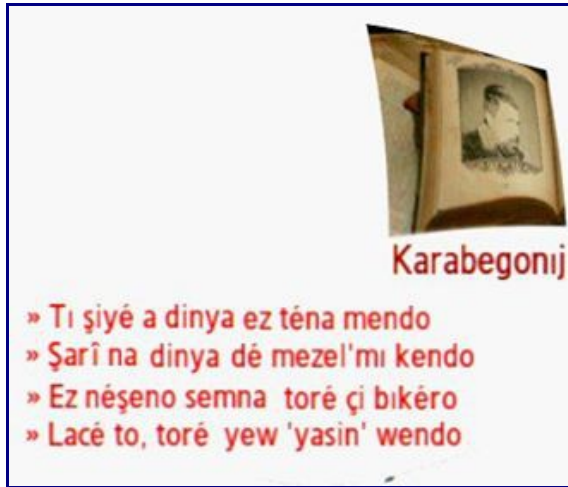 Karabegonıj
» Tı şiyé a dinya ez téna mendo
» Şarî na dinya dé mezel'mı kendo
» Ez néşeno semna toré çi bıkéro
» Lacé to, toré yew 'yasin' wendo